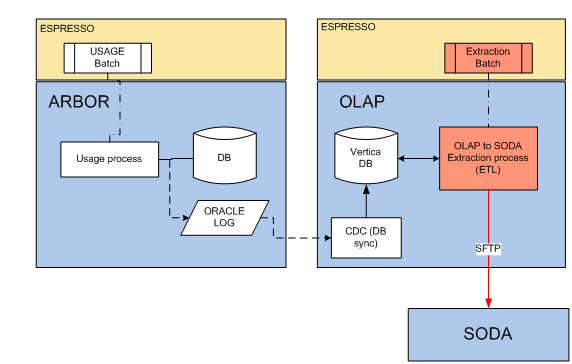 ESPRESSO
USAGE
Batch
ARBOR
Usage process
DB
ORACLE
LOG
ESPRESSO
Extraction
Batch
OLAP
Vertica
DB
OLAP to SODA
Extraction process
(ETL)
CDC (DB
sync)
SFTP
SODA